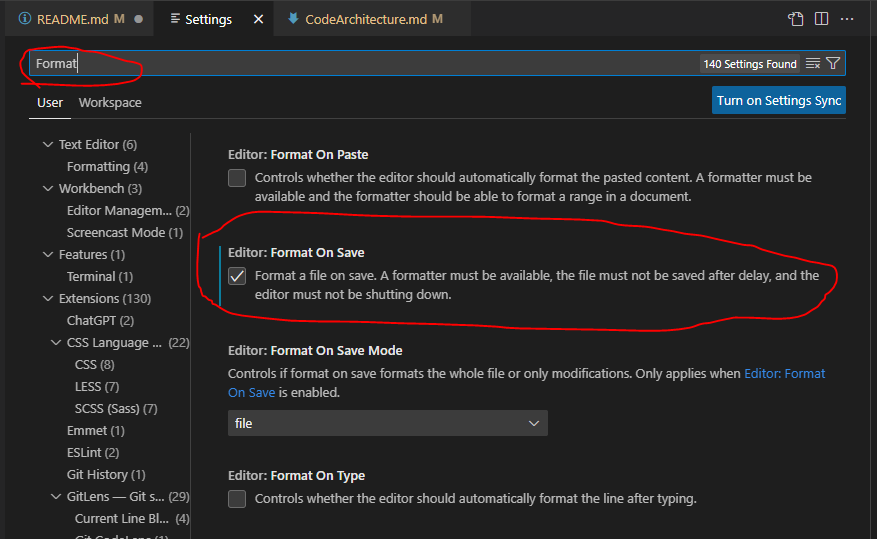 README.md M
Settings
CodeArchitecture.md M
Format
140 Settings Found
User Workspace
Turn on Settings Sync
Text Editor (6)
Formatting (4)
Workbench (3)
Editor Managem... (2)
Screencast Mode (1)
Features (1)
Terminal (1)
Extensions (130)
ChatGPT (2)
CSS Language ... (22)
CSS (8)
LESS (7)
SCSS (Sass) (7)
Emmet (1)
ESLint (2)
Git History (1)
GitLens — Git s... (29)
Current Line Bl... (4)
Git CodeLens (1)
Editor: Format On Paste
Controls whether the editor should automatically format the pasted content. A formatter must be
available and the formatter should be able to format a range in a document.
Editor: Format On Save
Format a file on save. A formatter must be available, the file must not be saved after delay, and the
editor must not be shutting down.
Editor: Format On Save Mode
Controls if format on save formats the whole file or only modifications. Only applies when Editor: Format
On Save is enabled.
file
Editor: Format On Type
Controls whether the editor should automatically format the line after typing.